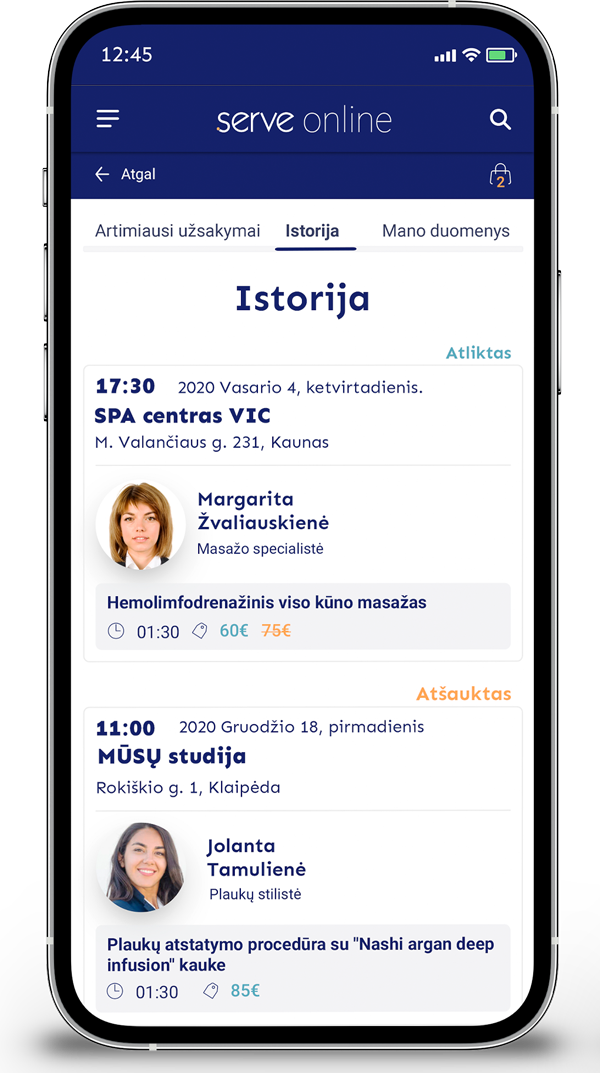 12:45
serve online
Atgal
2
Artimiausi užsakymai Istorija Mano duomenys
Istorija
Atliktas
17:30 2020 Vasario 4, ketvirtadienis.
SPA centras VIC
M. Valančiaus g. 231, Kaunas
Margarita
Žvaliauskienė
Masažo specialistė
Hemolimfodrenažinis viso kūno masažas
01:30 60€ 75€
Atšauktas
11:00 2020 Gruodžio 18, pirmadienis
MŪSŲ studija
Rokiškio g. 1, Klaipėda
Jolanta
Tamulienė
Plaukų stilistė
Plaukų atstatymo procedūra su "Nashi argan deep
infusion" kauke
01:30 85€